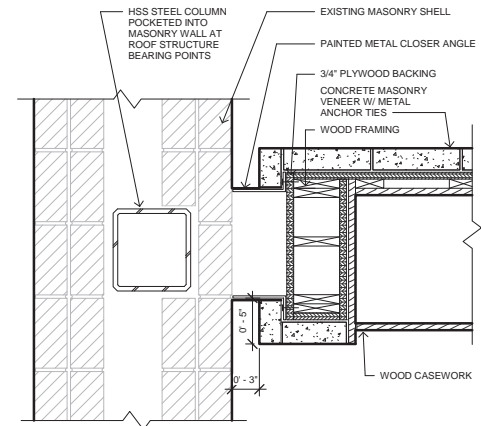 HSS STEEL COLUMN
POCKETED INTO
MASONRY WALL AT
ROOF STRUCTURE
BEARING POINTS
EXISTING MASONRY SHELL
PAINTED METAL CLOSER ANGLE
3/4" PLYWOOD BACKING
CONCRETE MASONRY
VENEER W/ METAL
ANCHOR TIES
WOOD FRAMING
0' - 5"
0' - 3"
WOOD CASEWORK